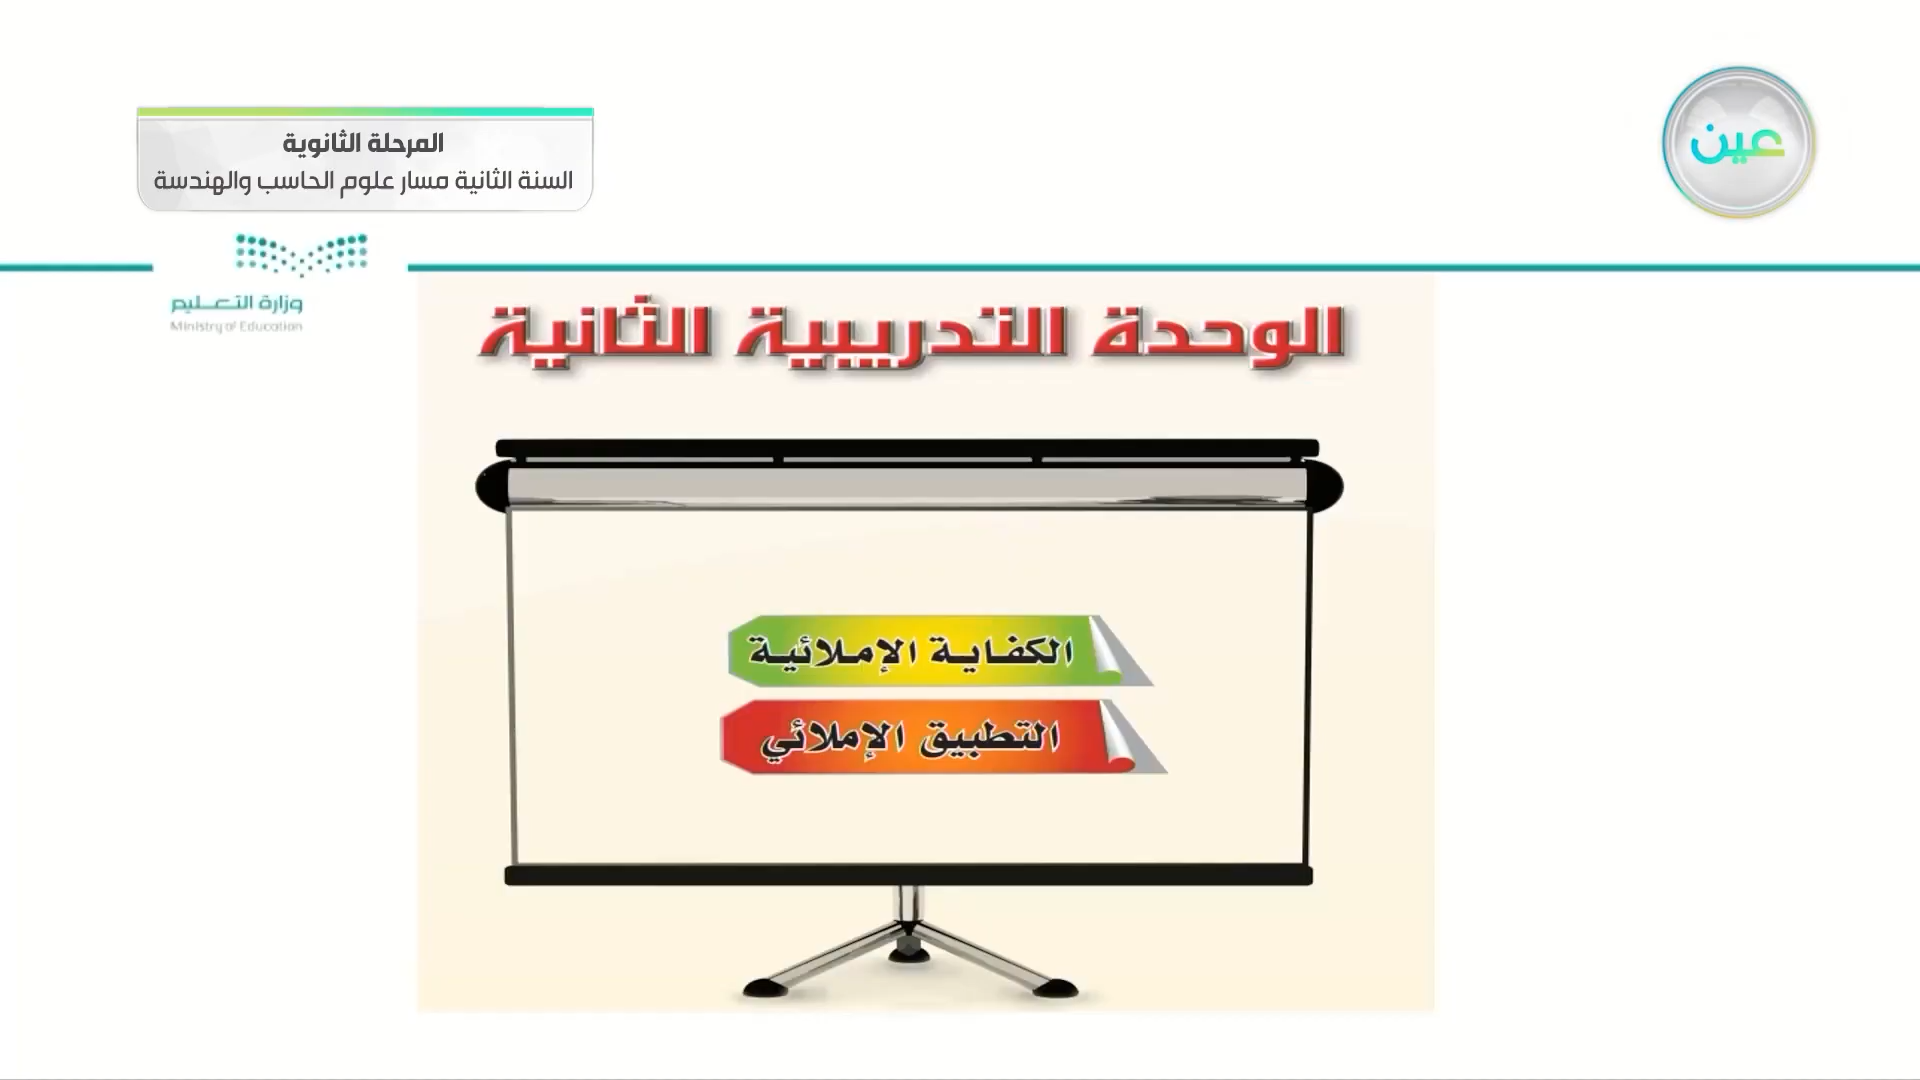 المرحلة الثانوية
السنة الثانية مسار علوم الحاسب والهندسة
عين
وزارة التعليم
Ministry of Education
الوحدة التدريبية الثانية
الكفاية الإملائية
التطبيق الإملائي